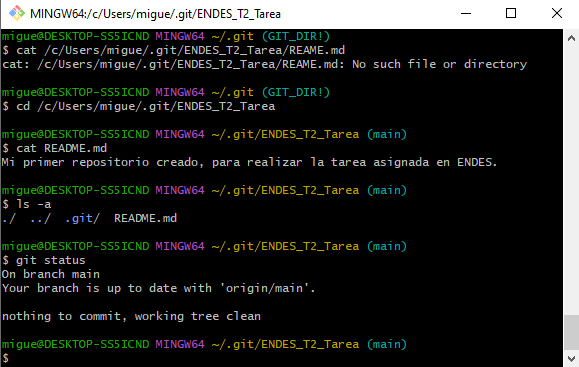 MINGW64:/c/Users/migue/.git/ENDES_T2_Tarea
migue@DESKTOP-SS5ICND MINGW64 ~/.git (GIT_DIR!)
$ cat /c/Users/migue/.git/ENDES_T2_Tarea/REAME.md
cat: /c/Users/migue/.git/ENDES_T2_Tarea/REAME.md: No such file or directory
migue@DESKTOP-SS5ICND MINGW64 ~/.git (GIT_DIR!)
$ cd /c/Users/migue/.git/ENDES_T2_Tarea
migue@DESKTOP-SS5ICND MINGW64 ~/.git/ENDES_T2_Tarea (main)
$ cat README.md
Mi primer repositorio creado, para realizar la tarea asignada en ENDES.
migue@DESKTOP-SS5ICND MINGW64 ~/.git/ENDES_T2_Tarea (main)
$ ls -a
./  ../  .git/  README.md
migue@DESKTOP-SS5ICND MINGW64 ~/.git/ENDES_T2_Tarea (main)
$ git status
On branch main
Your branch is up to date with 'origin/main'.
nothing to commit, working tree clean
migue@DESKTOP-SS5ICND MINGW64 ~/.git/ENDES_T2_Tarea (main)
$